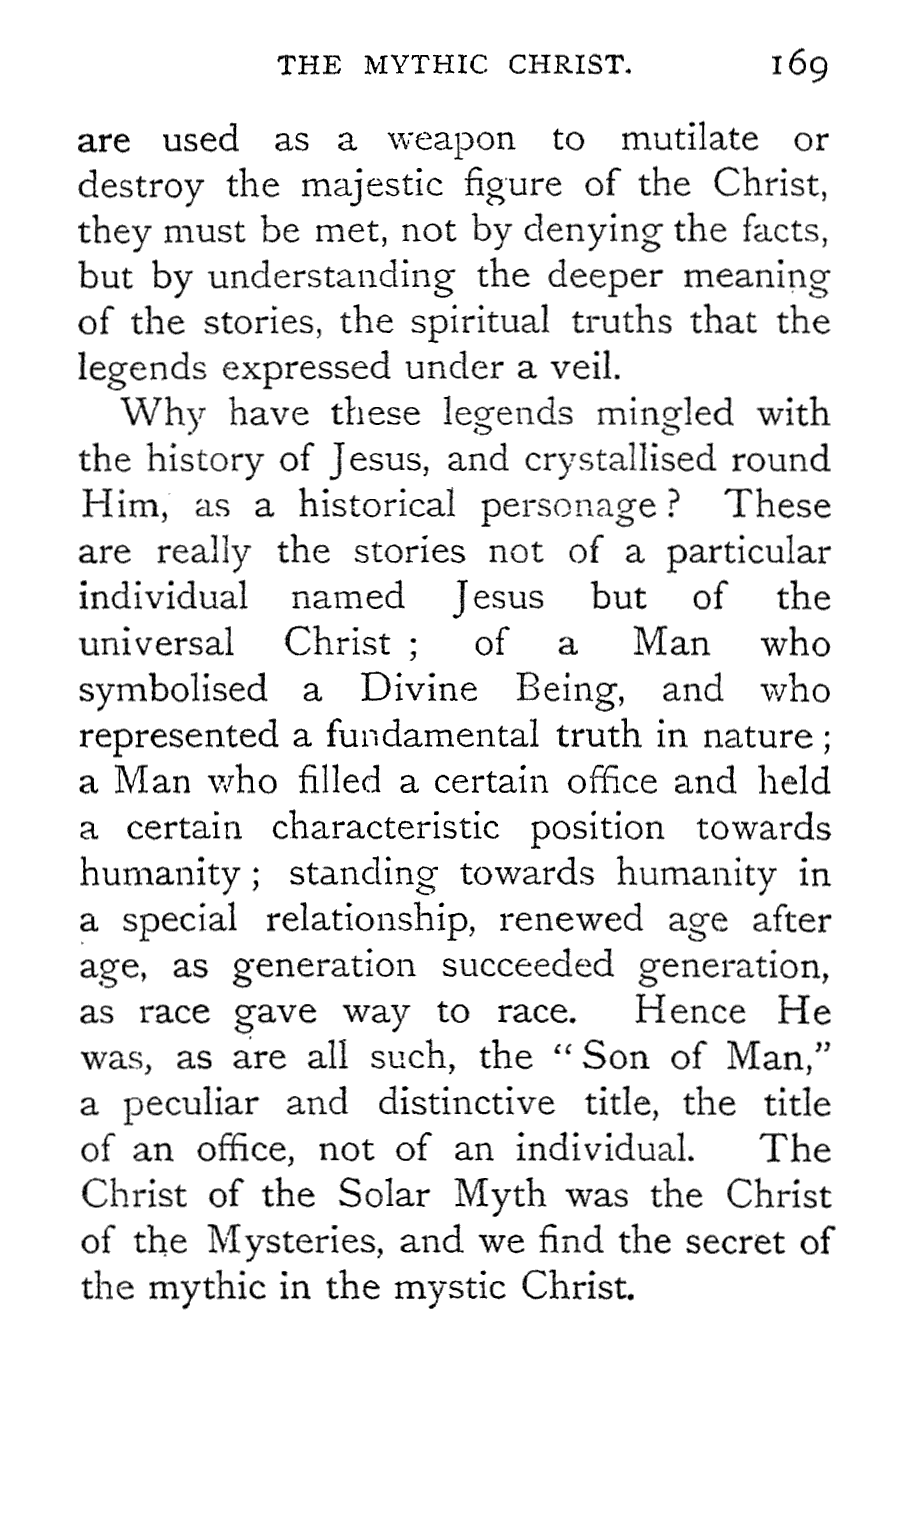 THE MYTHIC CHRIST. 169
are used as a weapon to mutilate or
destroy the majestic figure of the Christ,
they must be met, not by denying the facts,
but by understanding the deeper meaning
of the stories, the spiritual truths that the
legends expressed under a veil.
Why have these legends mingled with
the history of Jesus, and crystallised round
Him, as a historical personage? These
are really the stories not of a particular
individual named Jesus but of the
universal Christ; of a Man who
symbolised a Divine Being, and who
represented a fundamental truth in nature;
a Man who filled a certain office and held
a certain characteristic position towards
humanity; standing towards humanity in
a special relationship, renewed age after
age, as generation succeeded generation,
as race gave way to race. Hence He
was, as are all such, the “Son of Man,”
a peculiar and distinctive title, the title
of an office, not of an individual. The
Christ of the Solar Myth was the Christ
of the Mysteries, and we find the secret of
the mythic in the mystic Christ.